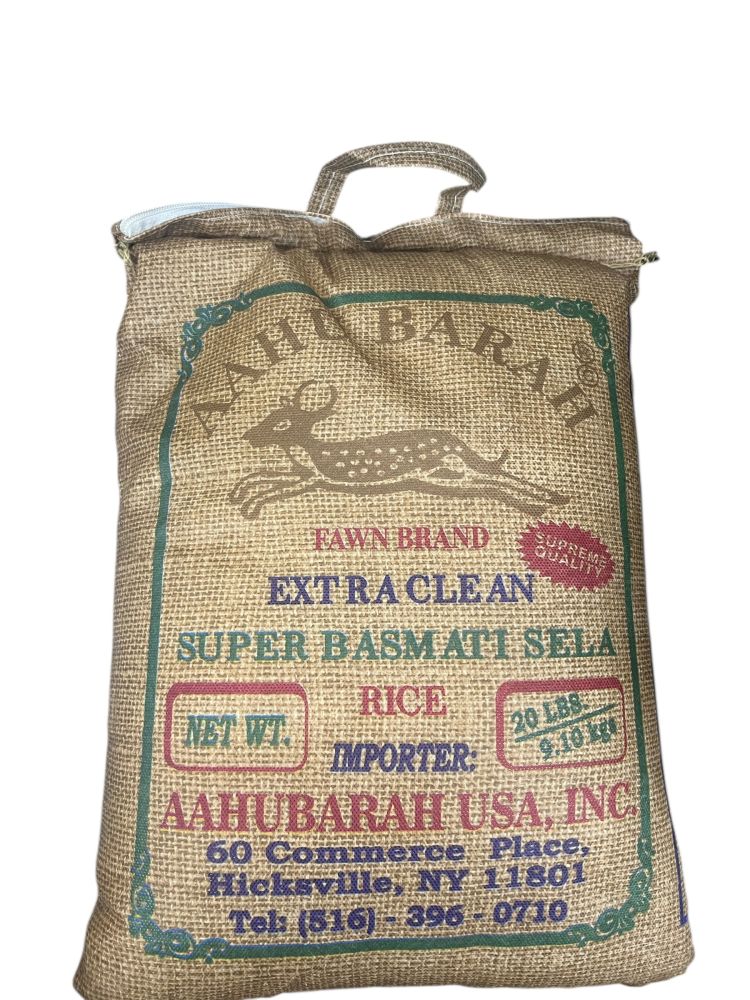 AAHU BARAH
FAWN BRAND
SUPREME
QUALITY
EXTRA CLEAN
SUPER BASMATI SELA
RICE
NET WT.
20 LBS.
9.10 kgs
IMPORTER:
AAHUBARAH USA, INC.
60 Commerce Place,
Hicksville, NY 11801
Tel: (516) - 396 - 0710